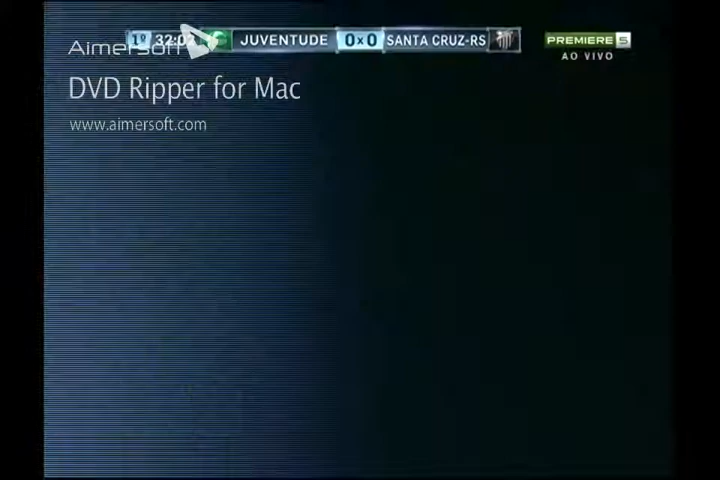 1º 32:02 JUVENTUDE 0x0 SANTA CRUZ-RS PREMIERE 5
AO VIVO
Aimersoft
DVD Ripper for Mac
www.aimersoft.com